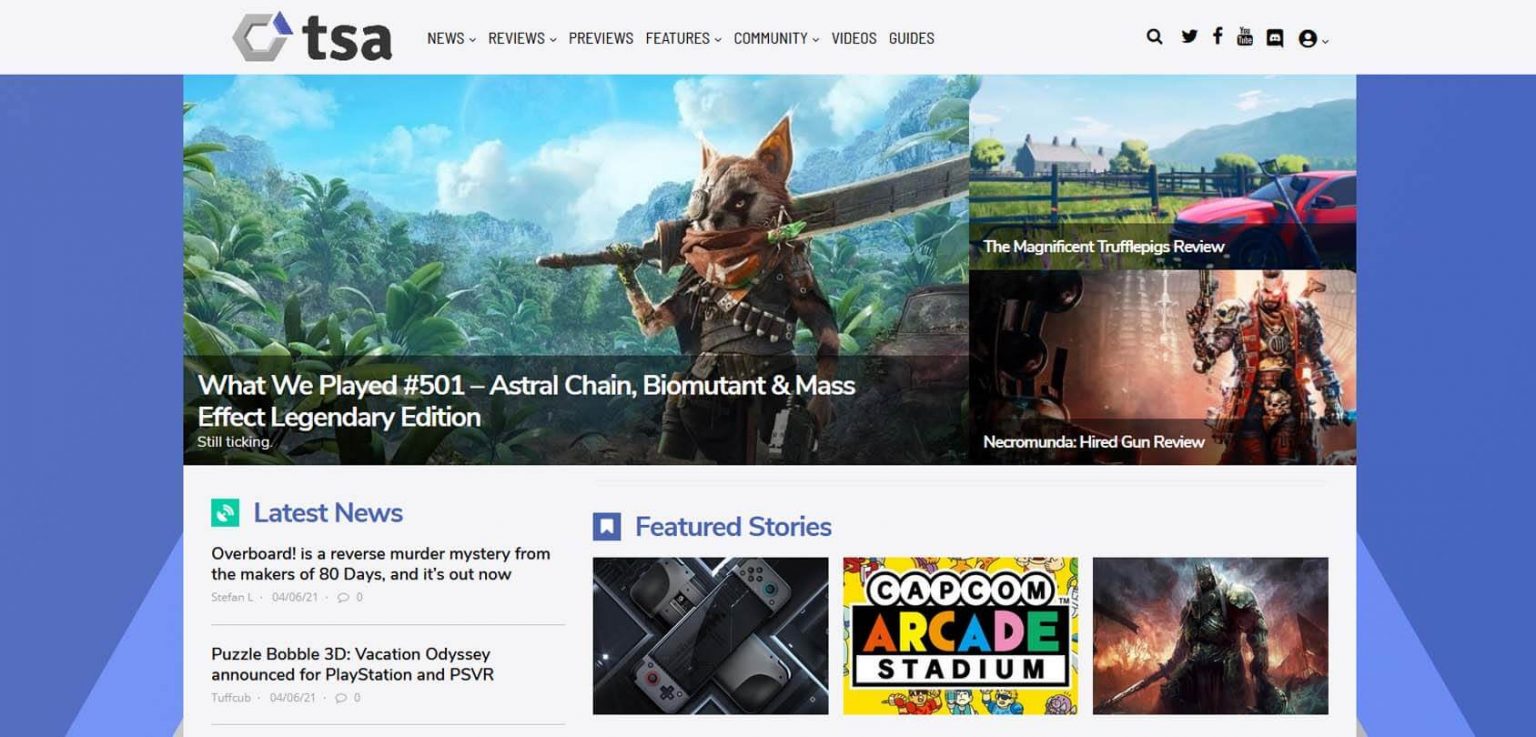 tsa
NEWS REVIEWS PREVIEWS FEATURES COMMUNITY VIDEOS GUIDES
You
Tube
What We Played #501 – Astral Chain, Biomutant & Mass
Effect Legendary Edition
Still ticking.
The Magnificent Trufflepigs Review
Necromunda: Hired Gun Review
Latest News
Overboard! is a reverse murder mystery from
the makers of 80 Days, and it's out now
Stefan L · 04/06/21 · 0
Puzzle Bobble 3D: Vacation Odyssey
announced for PlayStation and PSVR
Tuffcub · 04/06/21 · 0
Featured Stories
CAPCOM
ARCADE
STADIUM
TM